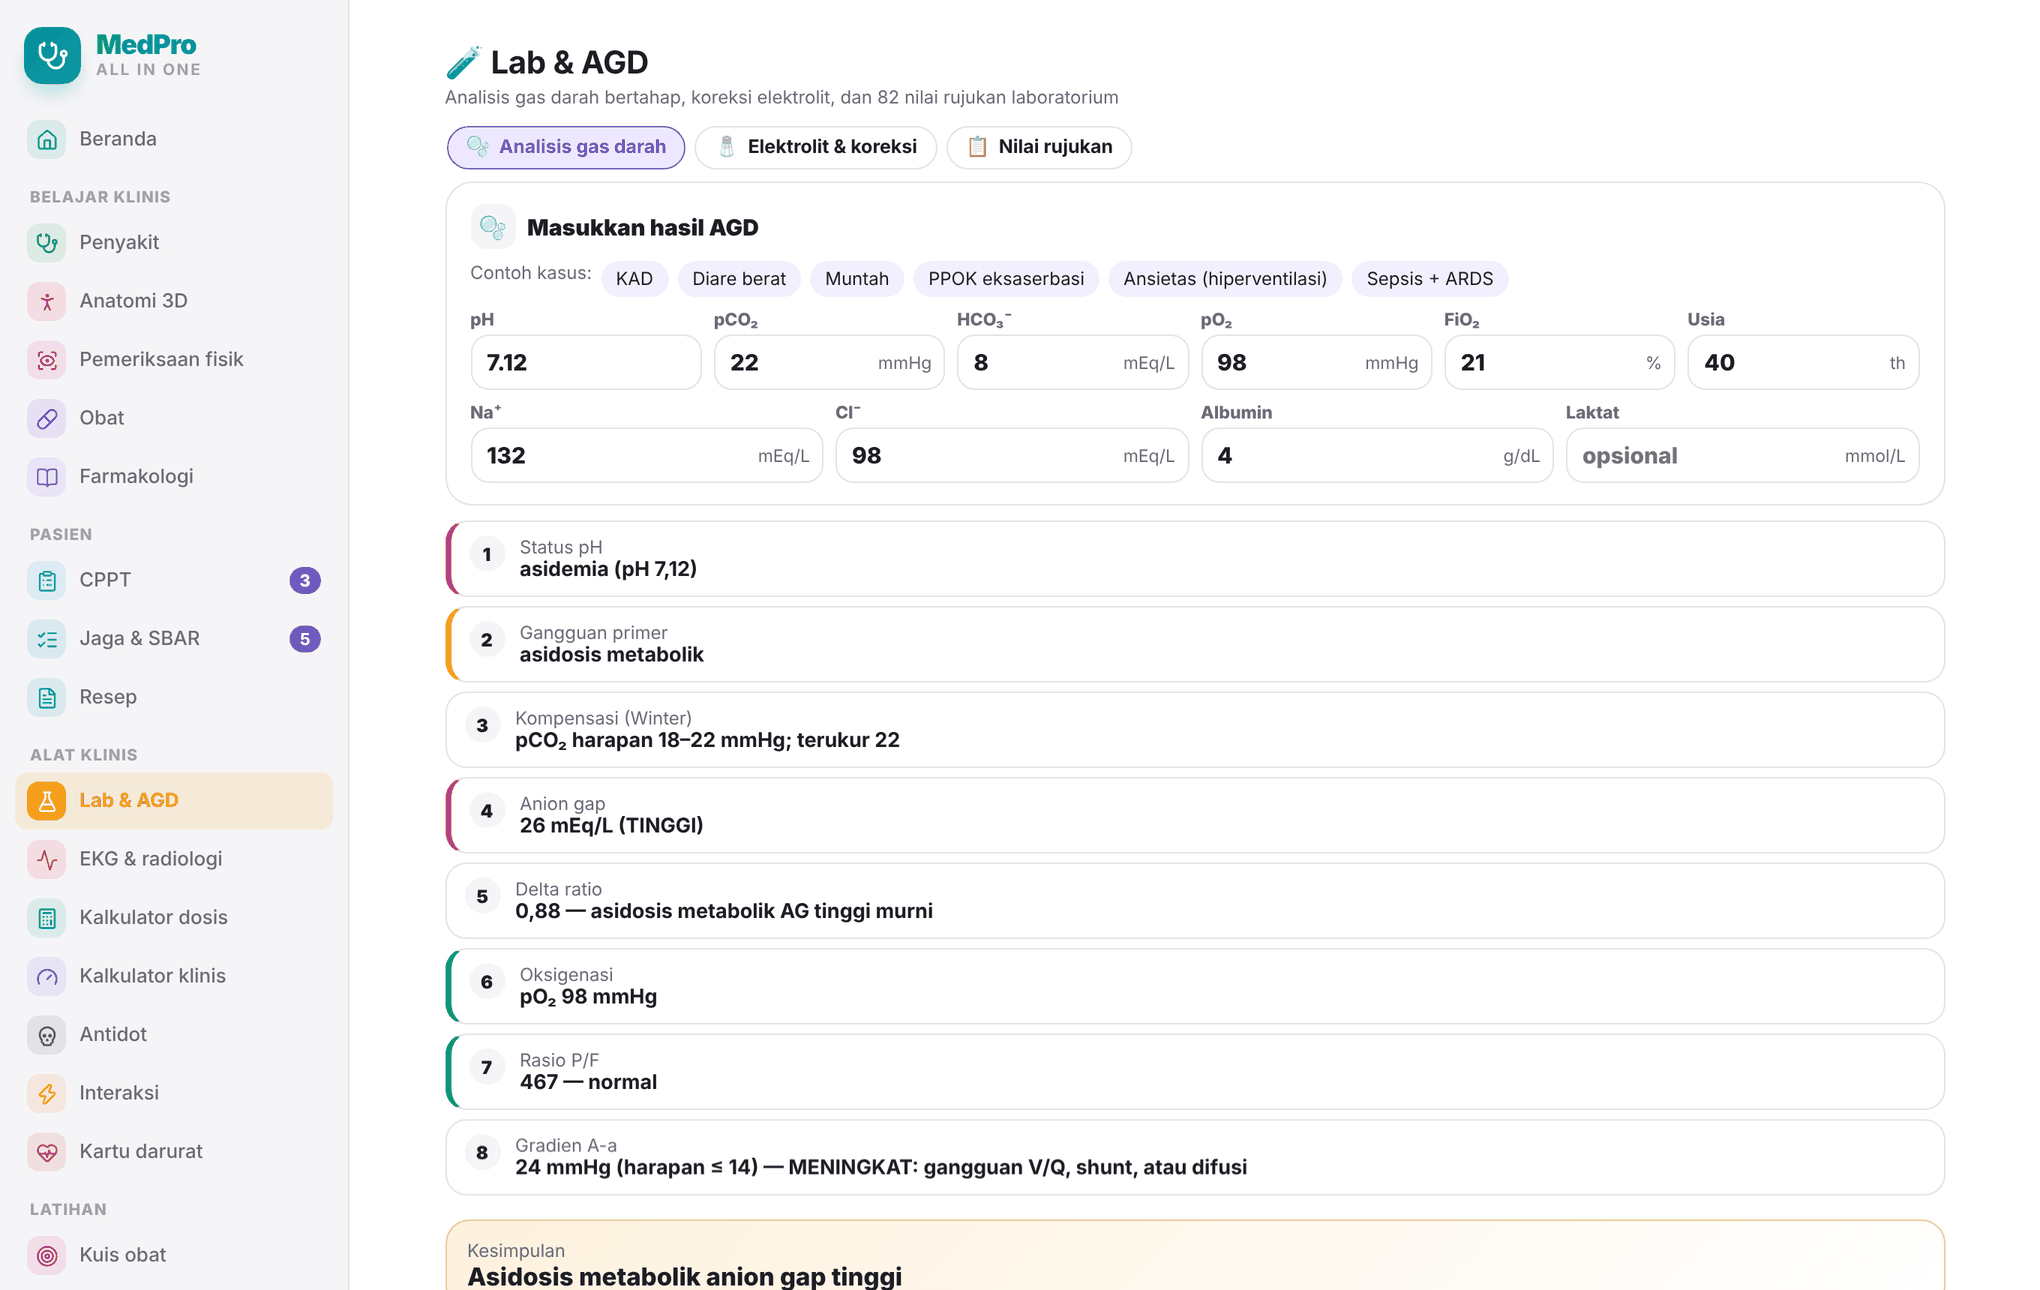 MedPro
ALL IN ONE
Beranda
BELAJAR KLINIS
Penyakit
Anatomi 3D
Pemeriksaan fisik
Obat
Farmakologi
PASIEN
CPPT 3
Jaga & SBAR 5
Resep
ALAT KLINIS
Lab & AGD
EKG & radiologi
Kalkulator dosis
Kalkulator klinis
Antidot
Interaksi
Kartu darurat
LATIHAN
Kuis obat
Lab & AGD
Analisis gas darah bertahap, koreksi elektrolit, dan 82 nilai rujukan laboratorium
Analisis gas darah Elektrolit & koreksi Nilai rujukan
Masukkan hasil AGD
Contoh kasus: KAD Diare berat Muntah PPOK eksaserbasi Ansietas (hiperventilasi) Sepsis + ARDS
pH pCO₂ HCO₃⁻ pO₂ FiO₂ Usia
7.12 22 mmHg 8 mEq/L 98 mmHg 21 % 40 th
Na⁺ Cl⁻ Albumin Laktat
132 mEq/L 98 mEq/L 4 g/dL opsional mmol/L
1 Status pH
asidemia (pH 7,12)
2 Gangguan primer
asidosis metabolik
3 Kompensasi (Winter)
pCO₂ harapan 18–22 mmHg; terukur 22
4 Anion gap
26 mEq/L (TINGGI)
5 Delta ratio
0,88 — asidosis metabolik AG tinggi murni
6 Oksigenasi
pO₂ 98 mmHg
7 Rasio P/F
467 — normal
8 Gradien A-a
24 mmHg (harapan ≤ 14) — MENINGKAT: gangguan V/Q, shunt, atau difusi
Kesimpulan
Asidosis metabolik anion gap tinggi